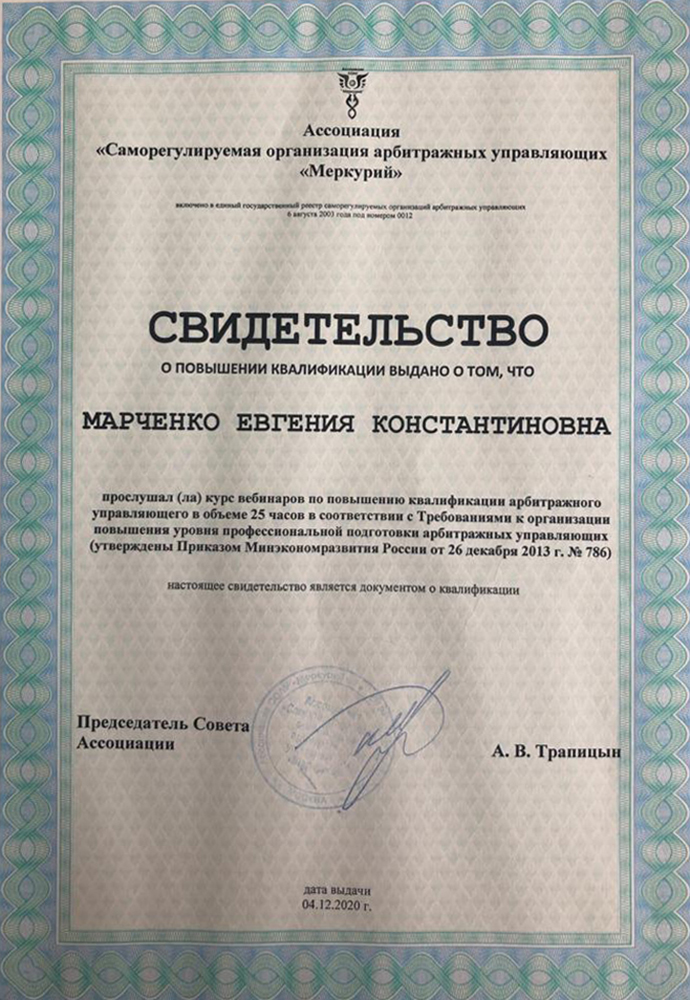 Ассоциация
«Саморегулируемая организация арбитражных управляющих
«Меркурий»
включено в единый государственный реестр саморегулируемых организаций арбитражных управляющих
6 августа 2003 года под номером 0012
СВИДЕТЕЛЬСТВО
О ПОВЫШЕНИИ КВАЛИФИКАЦИИ ВЫДАНО О ТОМ, ЧТО
МАРЧЕНКО ЕВГЕНИЯ КОНСТАНТИНОВНА
прослушал (ла) курс вебинаров по повышению квалификации арбитражного
управляющего в объеме 25 часов в соответствии с Требованиями к организации
повышения уровня профессиональной подготовки арбитражных управляющих
(утверждены Приказом Минэкономразвития России от 26 декабря 2013 г. № 786)
настоящее свидетельство является документом о квалификации
Председатель Совета
Ассоциации
А. В. Трапицын
дата выдачи
04.12.2020 г.